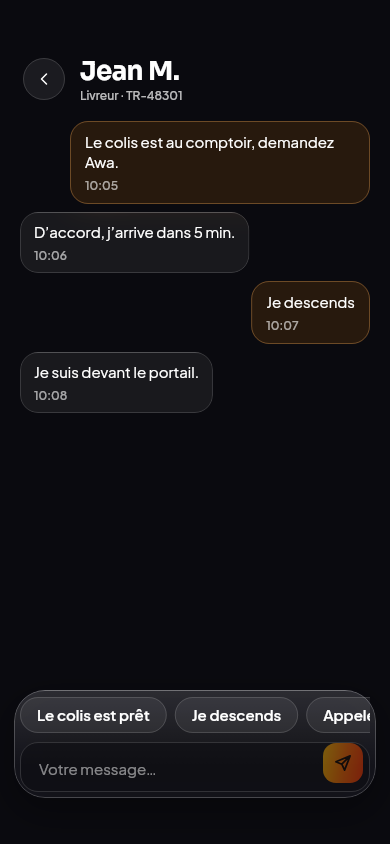 Jean M.
Livreur · TR-48301
Le colis est au comptoir, demandez
Awa.
10:05
D'accord, j'arrive dans 5 min.
10:06
Je descends
10:07
Je suis devant le portail.
10:08
Le colis est prêt
Je descends
Votre message…